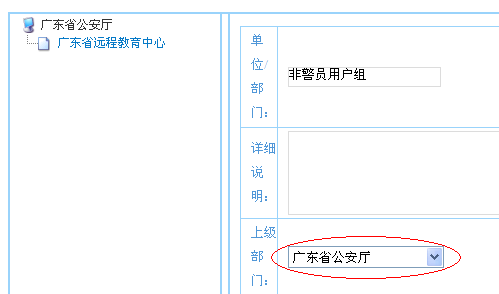 广东省公安厅
广东省远程教育中心
单
位/
部
门：
非警员用户组
详细
说
明：
上级
部
门：
广东省公安厅